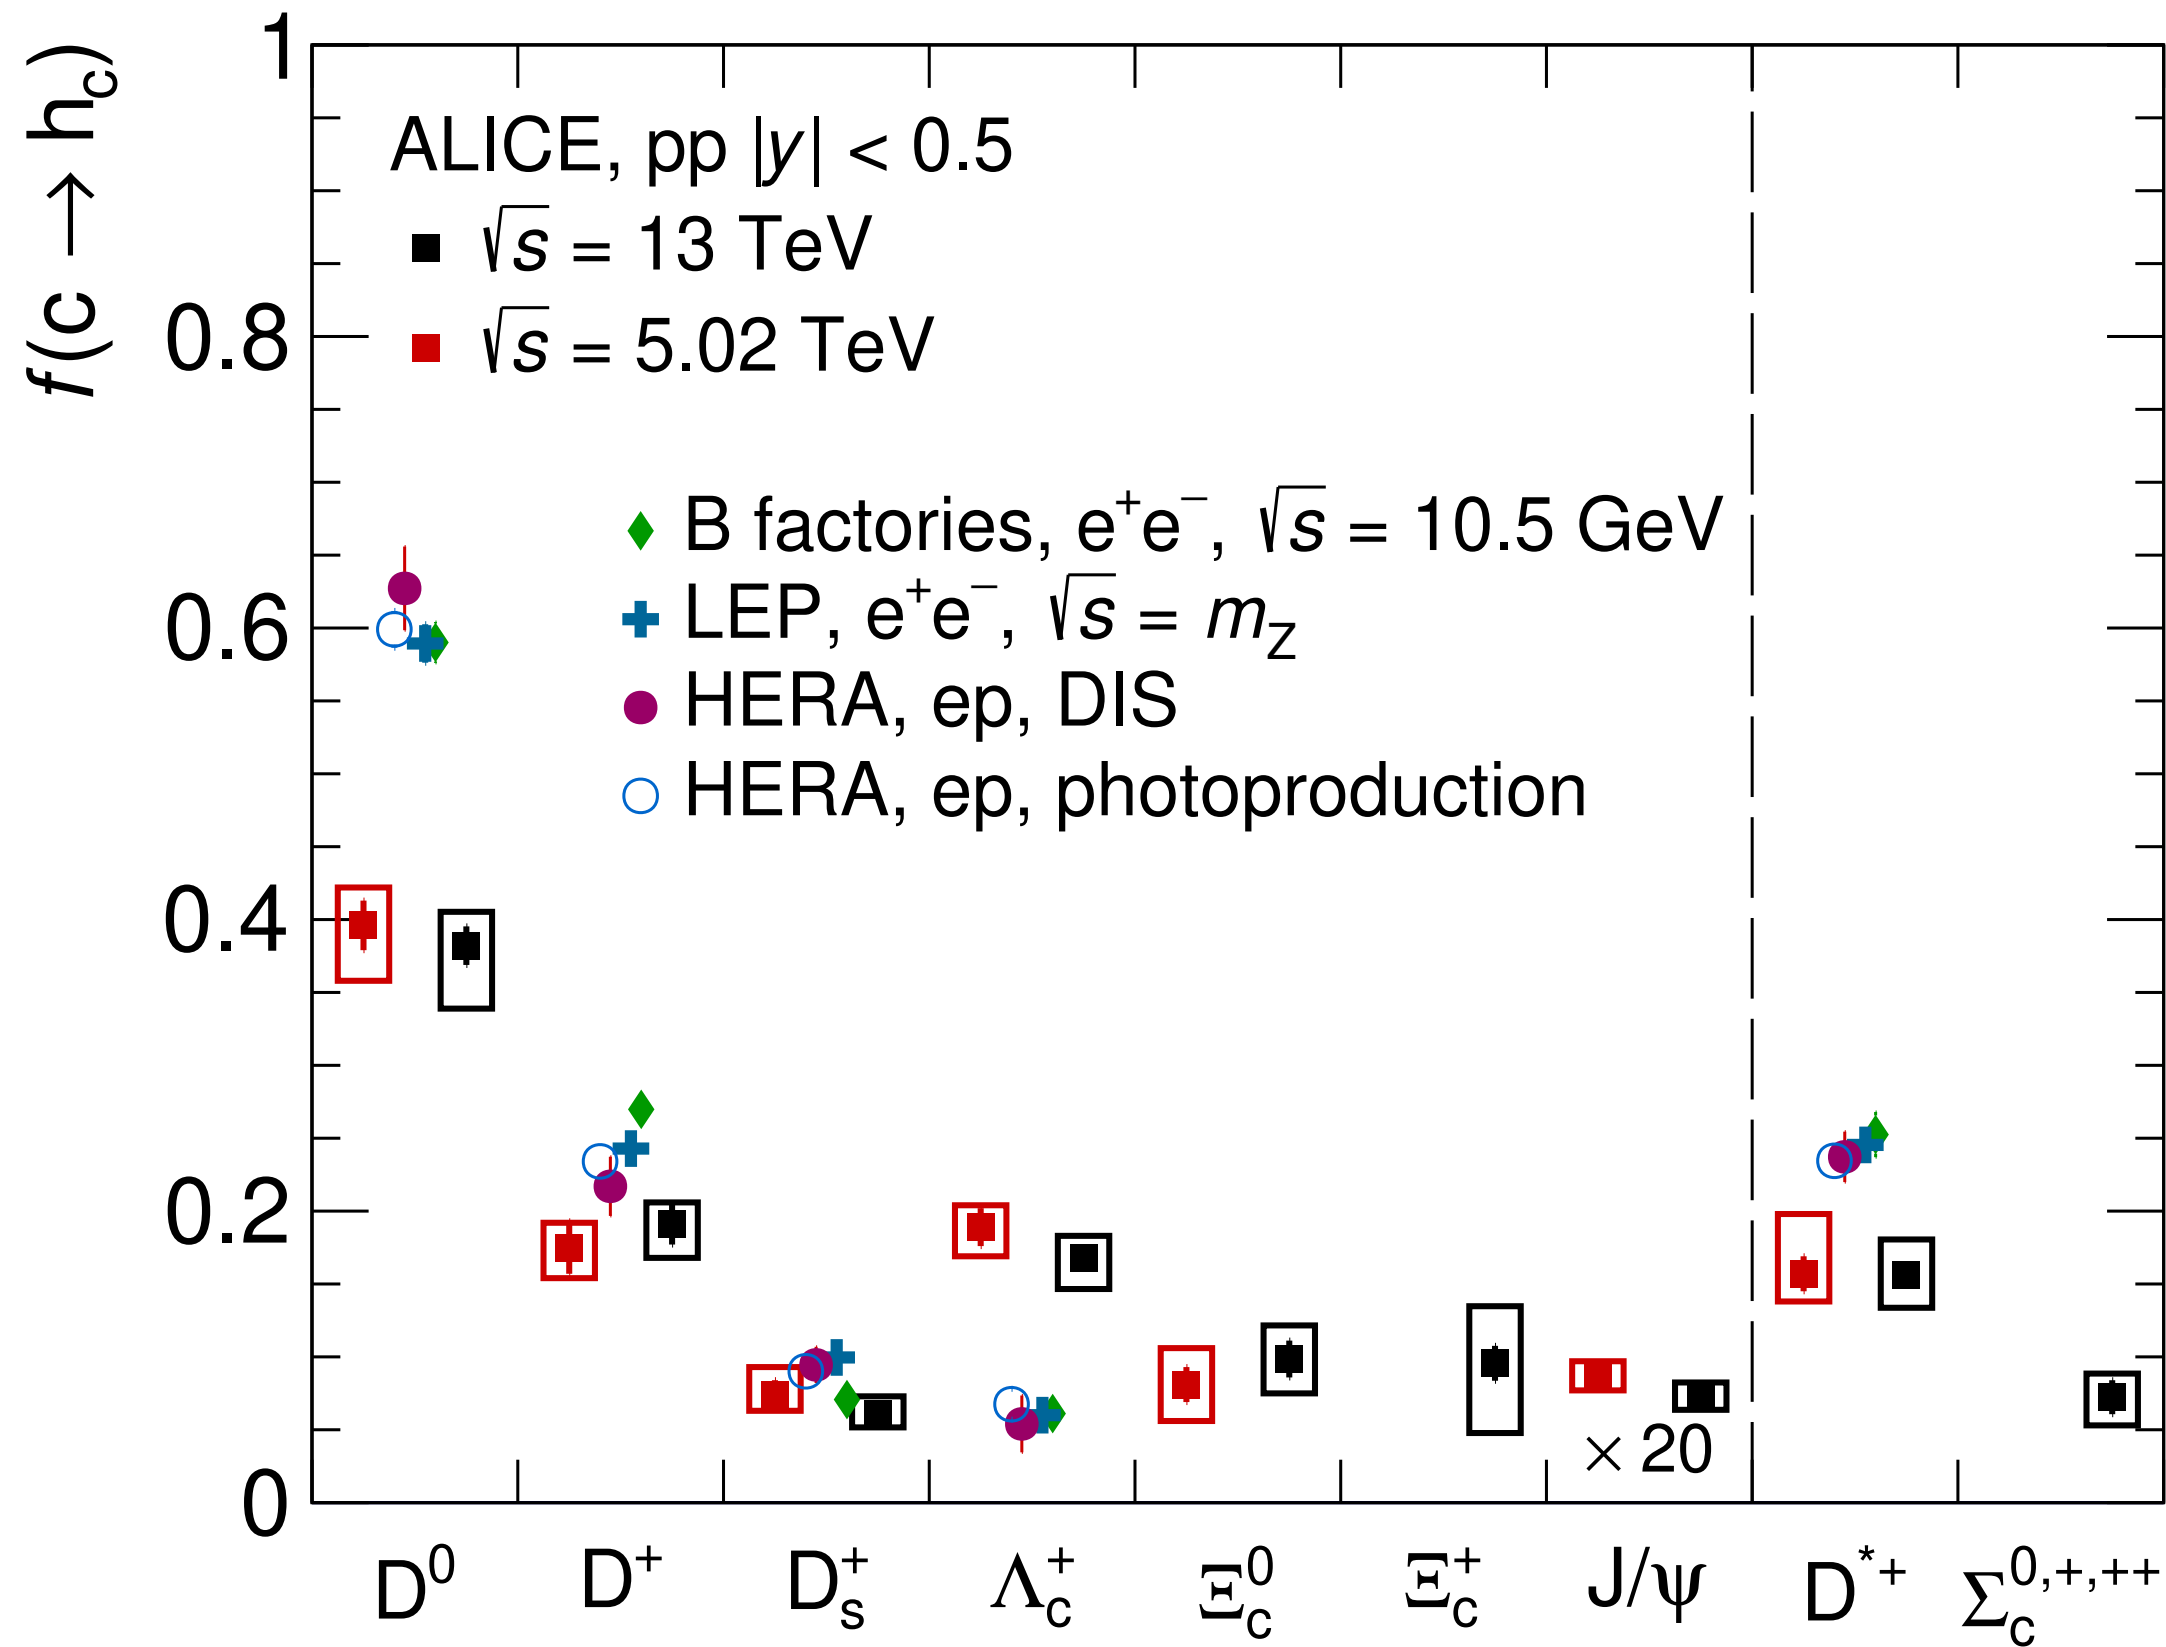 f(c → h_c)
1
0.8
0.6
0.4
0.2
0
ALICE, pp |y| < 0.5
√s = 13 TeV
√s = 5.02 TeV
B factories, e⁺e⁻, √s = 10.5 GeV
LEP, e⁺e⁻, √s = m_Z
HERA, ep, DIS
HERA, ep, photoproduction
× 20
D⁰ D⁺ D_s⁺ Λ_c⁺ Ξ_c⁰ Ξ_c⁺ J/ψ D*⁺ Σ_c^0,+,++